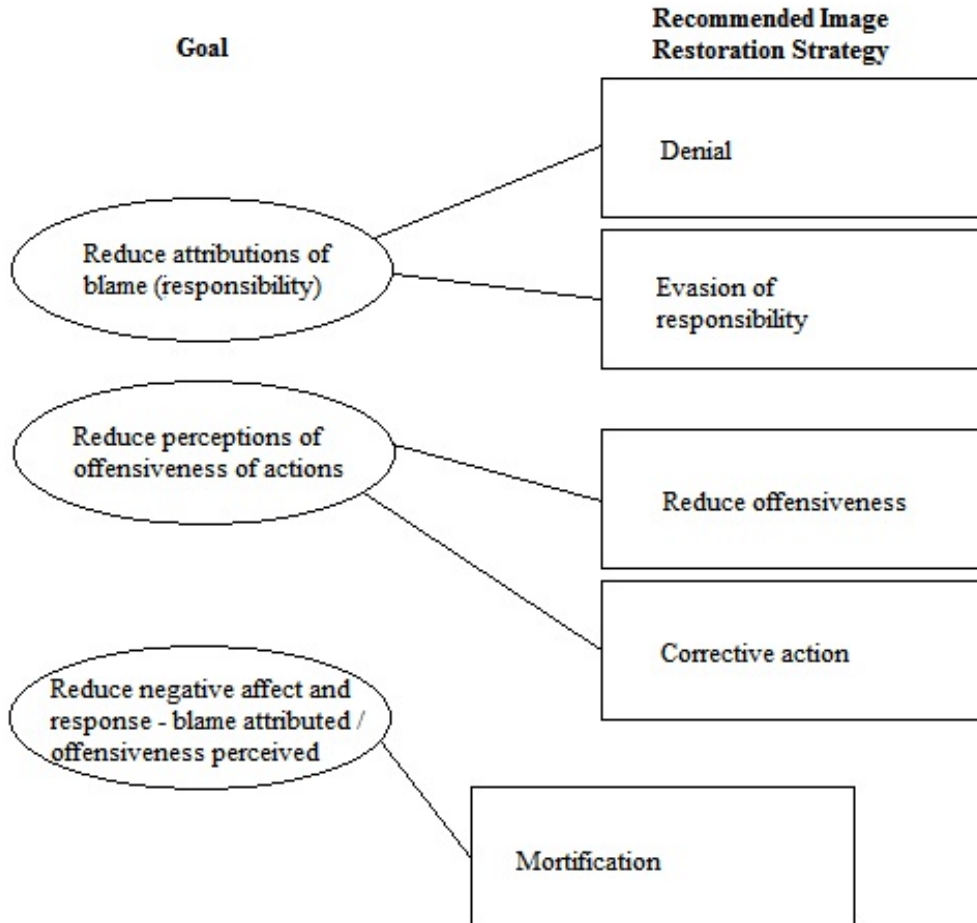 Goal
Recommended Image
Restoration Strategy
Denial
Reduce attributions of
blame (responsibility)
Evasion of
responsibility
Reduce perceptions of
offensiveness of actions
Reduce offensiveness
Corrective action
Reduce negative affect and
response - blame attributed /
offensiveness perceived
Mortification